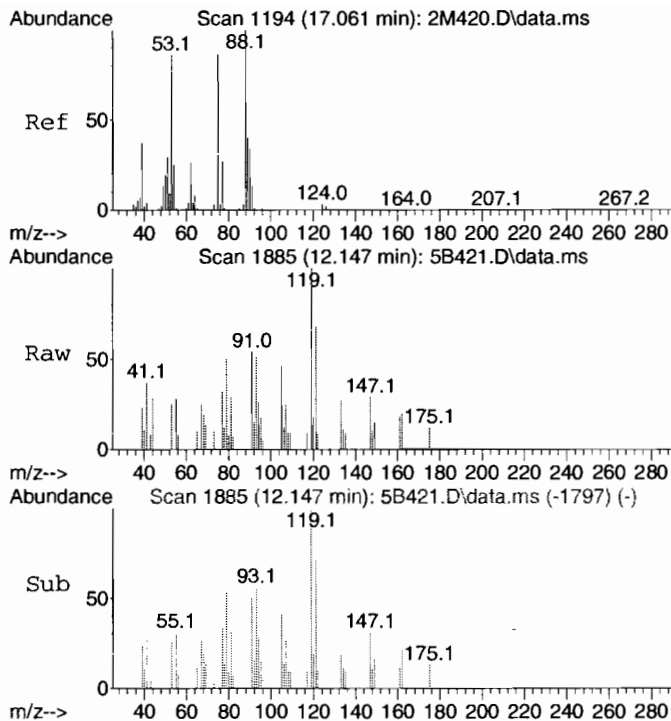 Abundance Scan 1194 (17.061 min): 2M420.D\data.ms
53.1 88.1
Ref 50
124.0 164.0 207.1 267.2
0
m/z--> 40 60 80 100 120 140 160 180 200 220 240 260 280
Abundance Scan 1885 (12.147 min): 5B421.D\data.ms
119.1
Raw 50 91.0
41.1 147.1
175.1
0
m/z--> 40 60 80 100 120 140 160 180 200 220 240 260 280
Abundance Scan 1885 (12.147 min): 5B421.D\data.ms (-1797) (-)
119.1
Sub 50 93.1
55.1 147.1
175.1
0
m/z--> 40 60 80 100 120 140 160 180 200 220 240 260 280